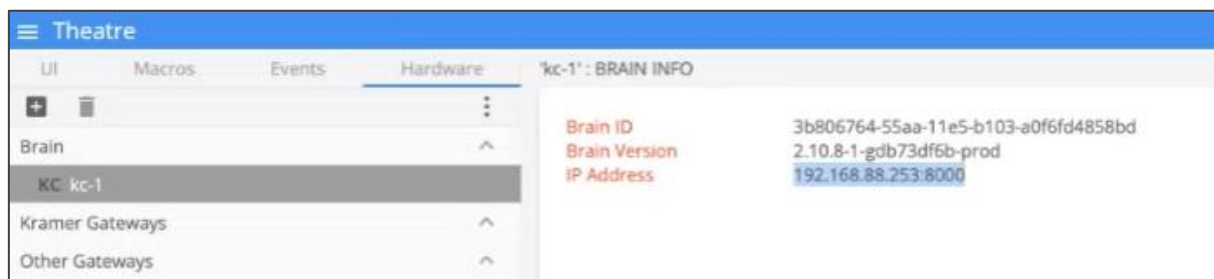 Theatre
UI Macros Events Hardware 'kc-1' : BRAIN INFO
Brain ID 3b806764-55aa-11e5-b103-a0f6fd4858bd
Brain Brain Version 2.10.8-1-gdb73df6b-prod
KC kc-1 IP Address 192.168.88.253:8000
Kramer Gateways
Other Gateways